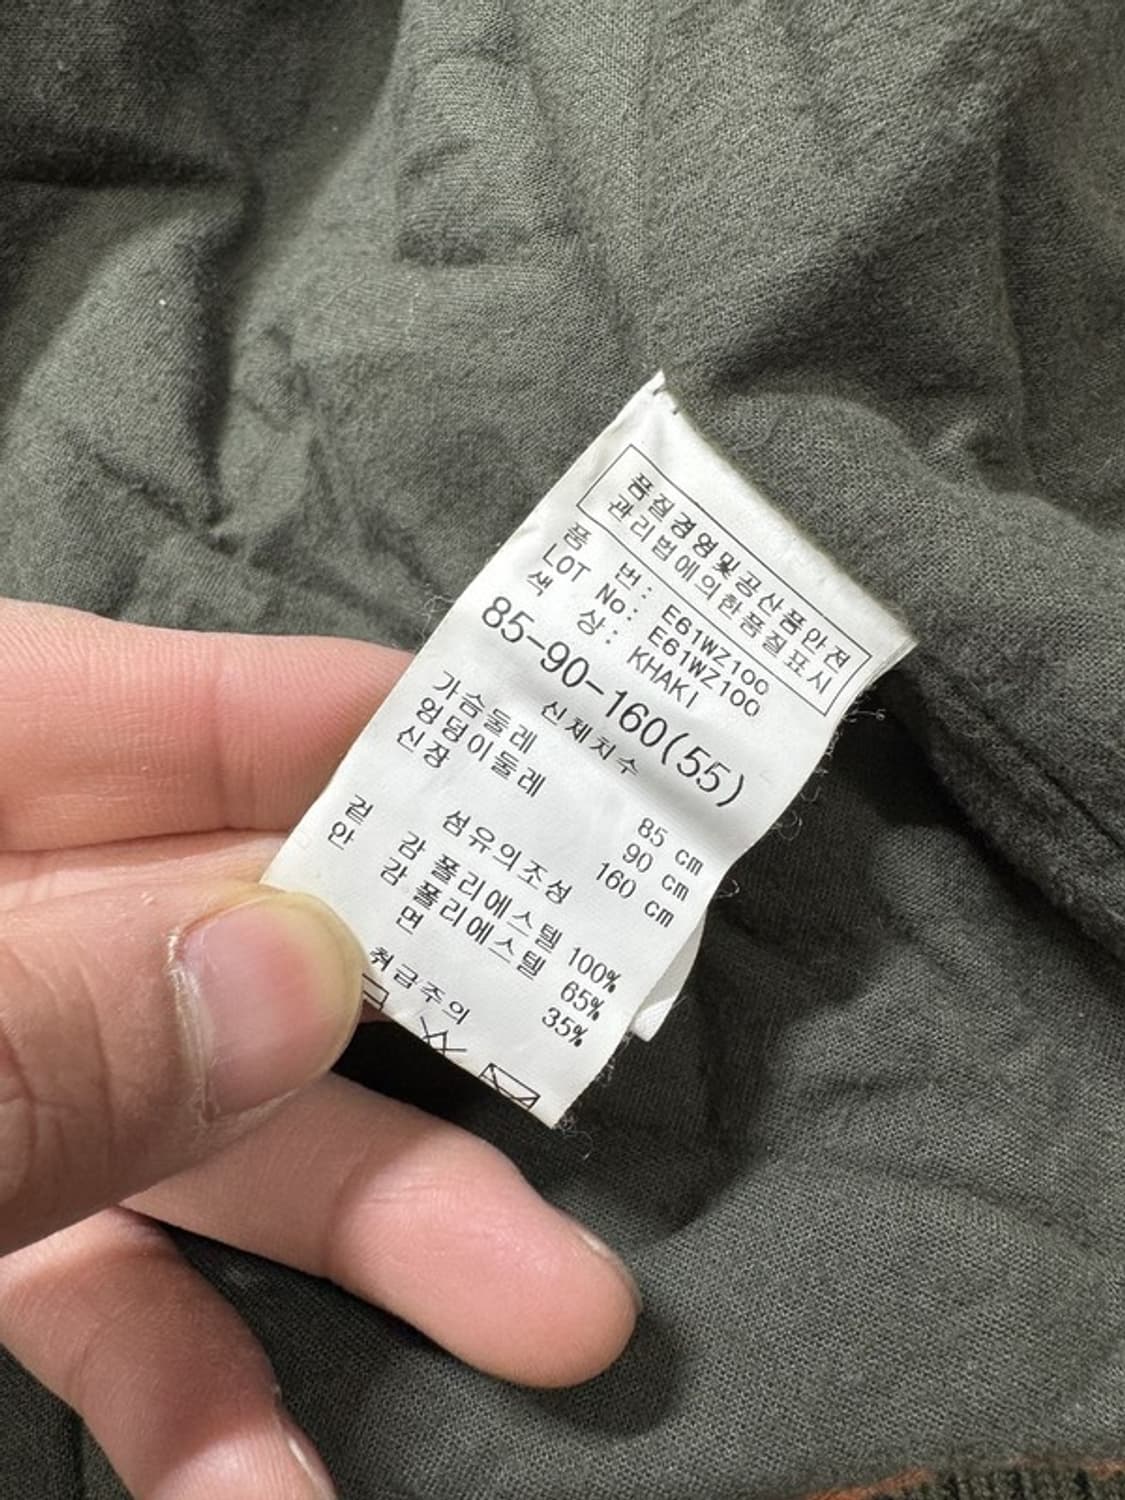 품질경영및공산품안전
관리법에의한품질표시
품 번: E61WZ100
LOT No: E61WZ100
색 상: KHAKI
85-90-160(55)
신체치수
가슴둘레 85 cm
엉덩이둘레 90 cm
신장 160 cm
섬유의조성
겉 감 폴리에스텔 100%
안 감 폴리에스텔 65%
면 35%
취급주의